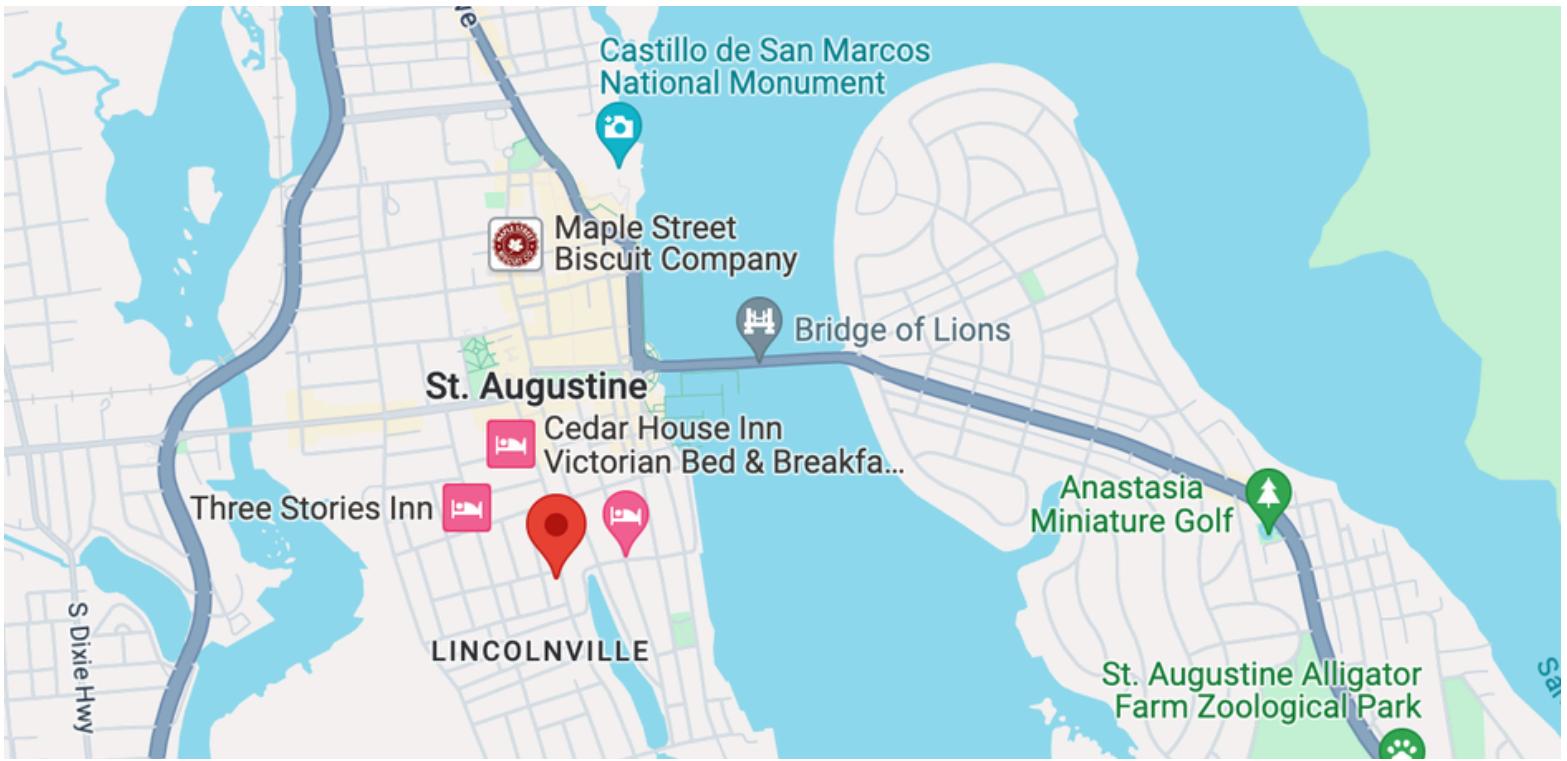 Castillo de San Marcos
National Monument
Maple Street
Biscuit Company
Bridge of Lions
St. Augustine
Cedar House Inn
Victorian Bed & Breakfa...
Three Stories Inn
Anastasia
Miniature Golf
S Dixie Hwy
LINCOLNVILLE
St. Augustine Alligator
Farm Zoological Park